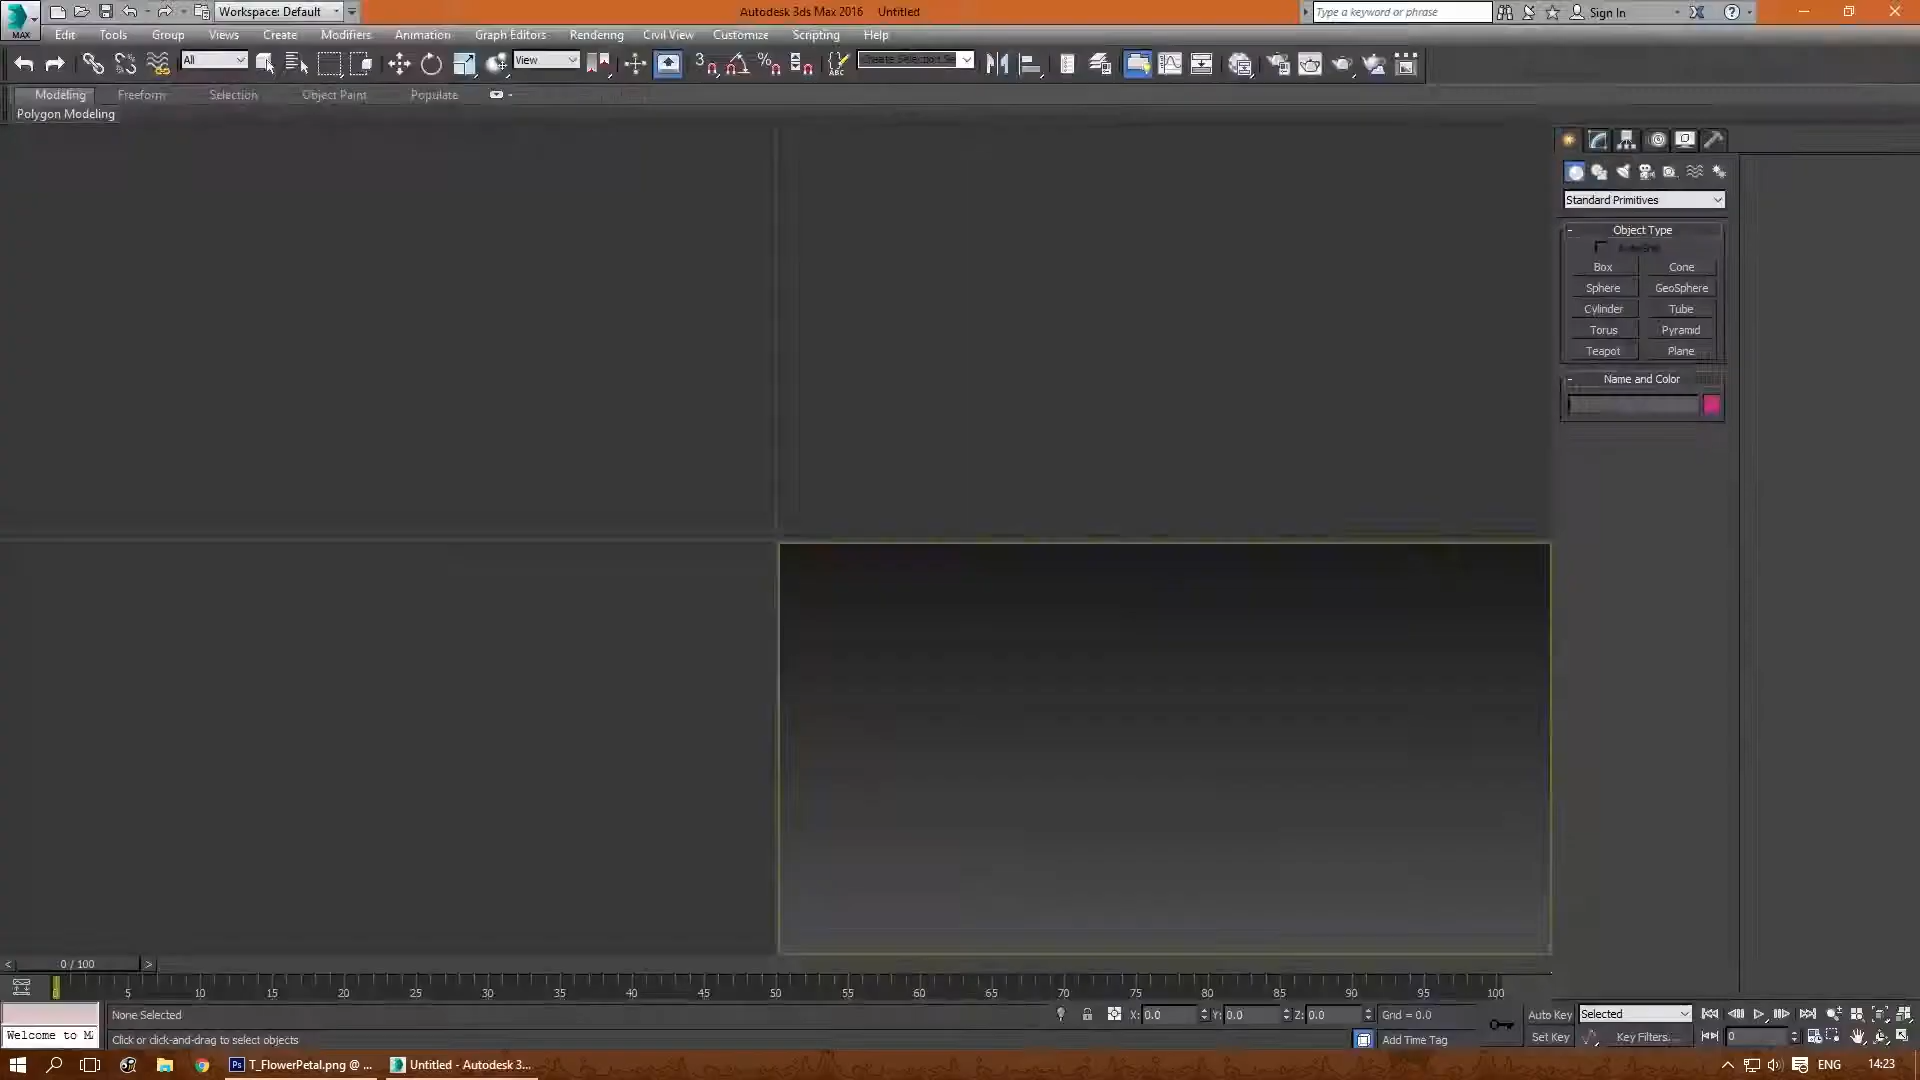 Workspace: Default
Autodesk 3ds Max 2016 Untitled
Type a keyword or phrase
Sign In
MAX
Edit Tools Group Views Create Modifiers Animation Graph Editors Rendering Civil View Customize Scripting Help
All
View
ABC
Create Selection Se
Modeling Freeform Selection Object Paint Populate
Polygon Modeling
Standard Primitives
- Object Type
Box Cone
Sphere GeoSphere
Cylinder Tube
Torus Pyramid
Teapot Plane
- Name and Color
< 0 / 100 >
0 5 10 15 20 25 30 35 40 45 50 55 60 65 70 75 80 85 90 95 100
None Selected
X: 0.0 Y: 0.0 Z: 0.0 Grid = 0.0
Auto Key Selected
Welcome to M
Click or click-and-drag to select objects
Add Time Tag
Set Key Key Filters... 0
T_FlowerPetal.png @ ...
Untitled - Autodesk 3...
ENG 14:23